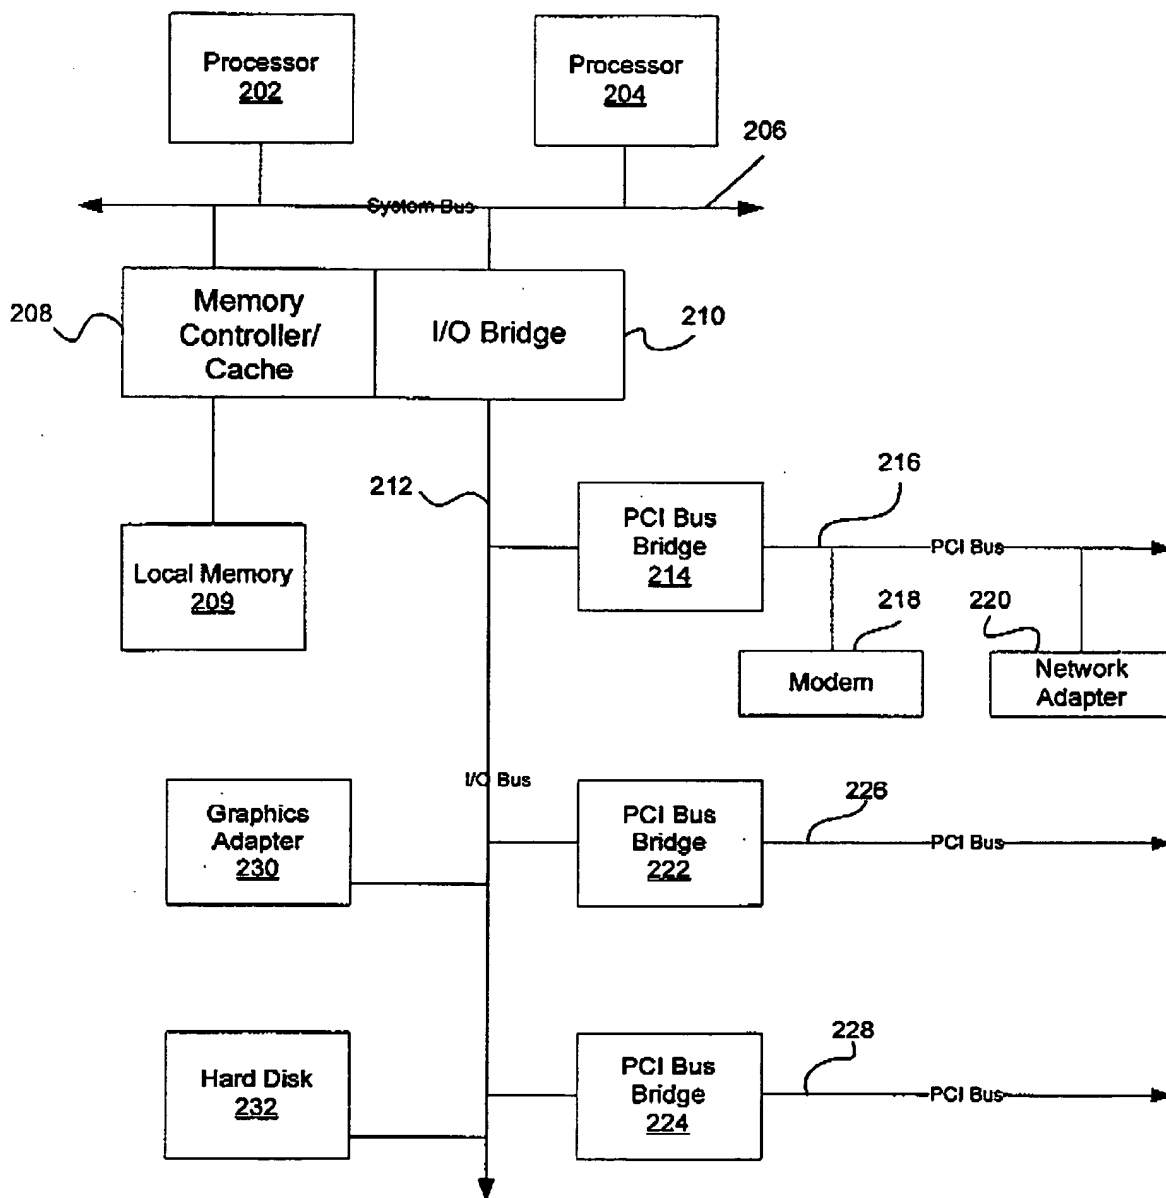 Processor
202
Processor
204
206
System Bus
208
Memory
Controller/
Cache
I/O Bridge
210
212
PCI Bus
Bridge
214
216
PCI Bus
Local Memory
209
218
220
Modem
Network
Adapter
I/O Bus
Graphics
Adapter
230
PCI Bus
Bridge
222
226
PCI Bus
Hard Disk
232
PCI Bus
Bridge
224
228
PCI Bus